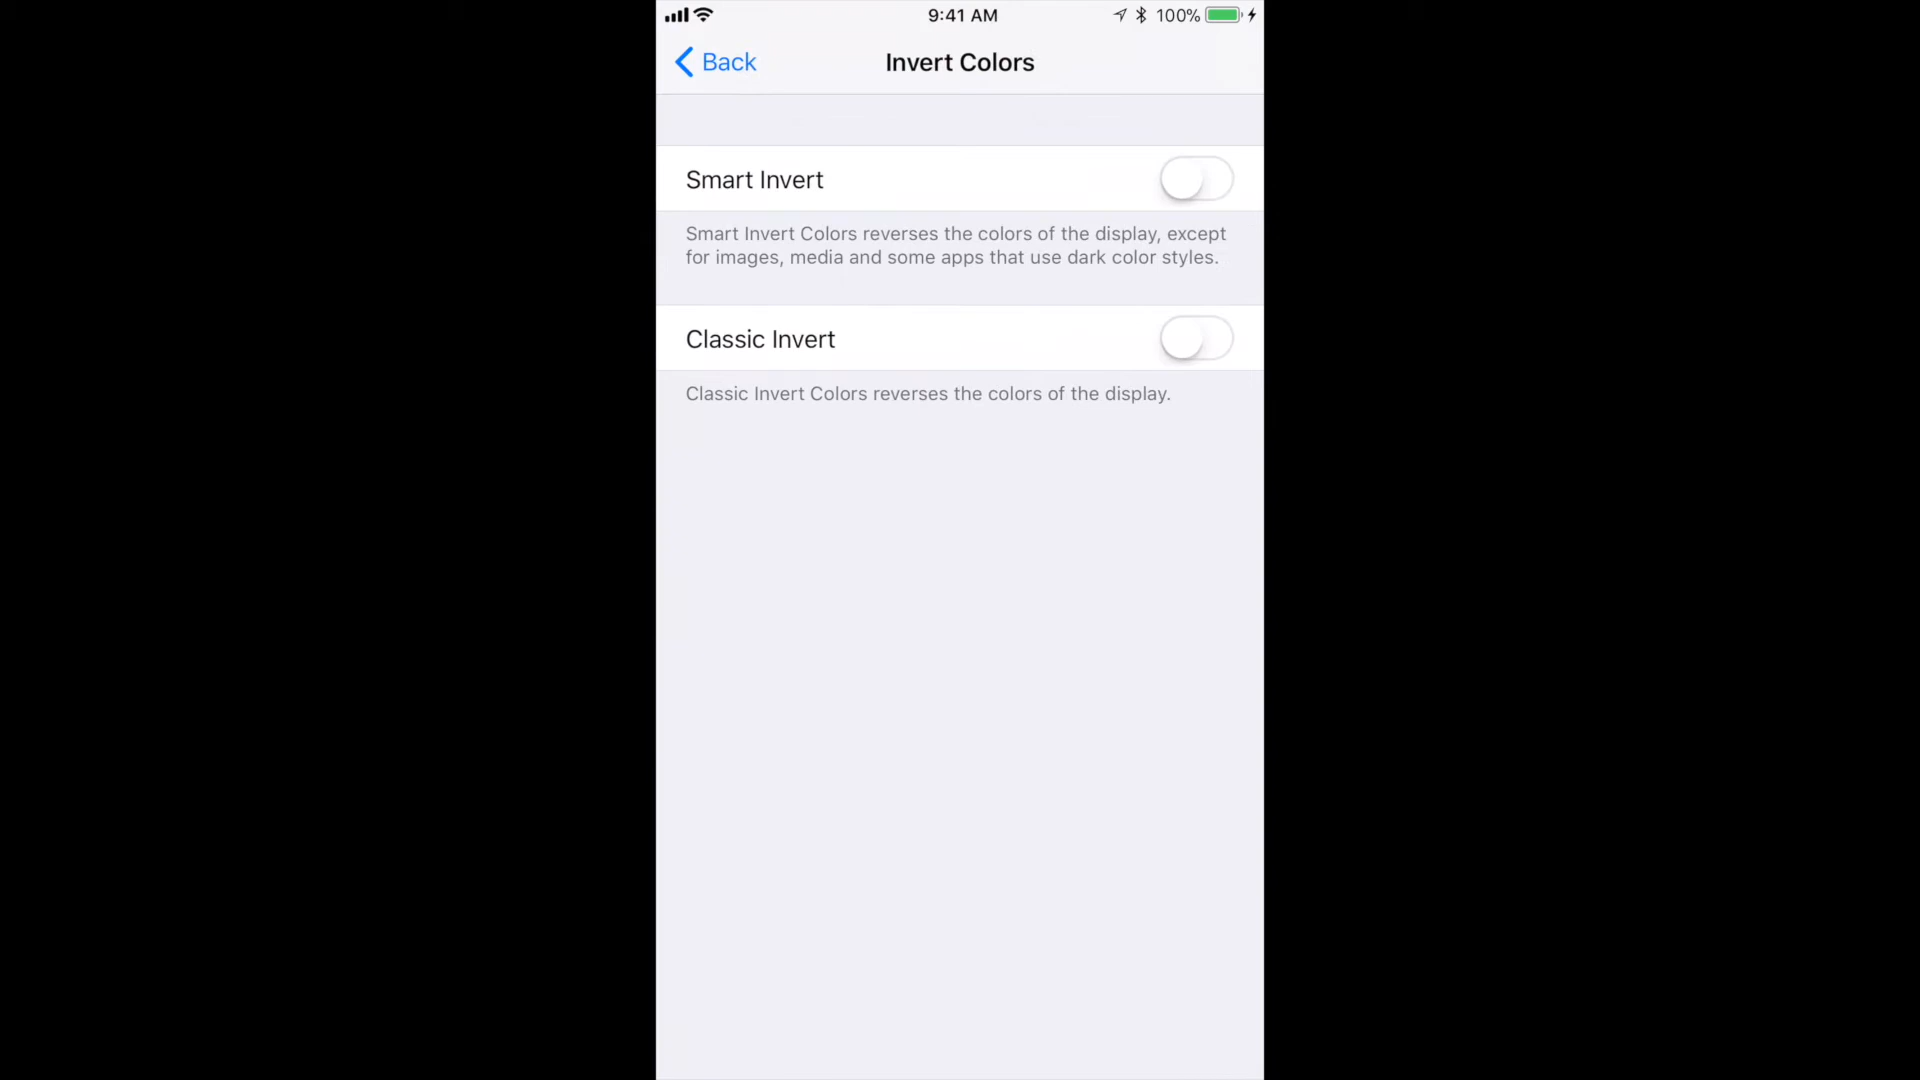 9:41 AM
100%
Back
Invert Colors
Smart Invert
Smart Invert Colors reverses the colors of the display, except
for images, media and some apps that use dark color styles.
Classic Invert
Classic Invert Colors reverses the colors of the display.